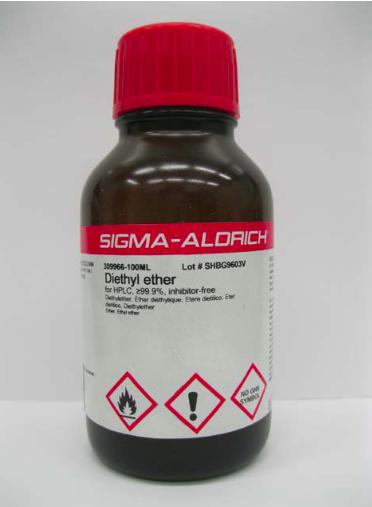 SIGMA-ALDRICH
309966-100ML Lot # SHBG9603V
Diethyl ether
for HPLC, ≥99.9%, inhibitor-free
Diethylether, Ether diéthylique, Etere dietilico, Eter
dietílico, Diethylether
Ether, Ethyl ether
NO GHS
SYMBOL